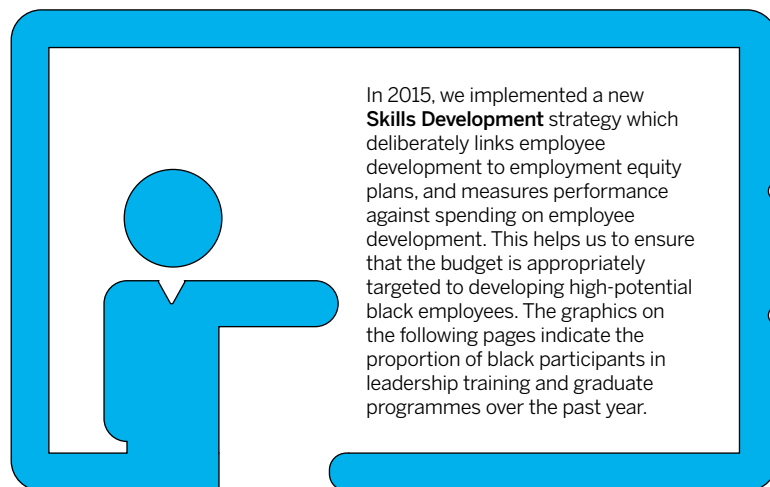 In 2015, we implemented a new
Skills Development strategy which
deliberately links employee
development to employment equity
plans, and measures performance
against spending on employee
development. This helps us to ensure
that the budget is appropriately
targeted to developing high-potential
black employees. The graphics on
the following pages indicate the
proportion of black participants in
leadership training and graduate
programmes over the past year.